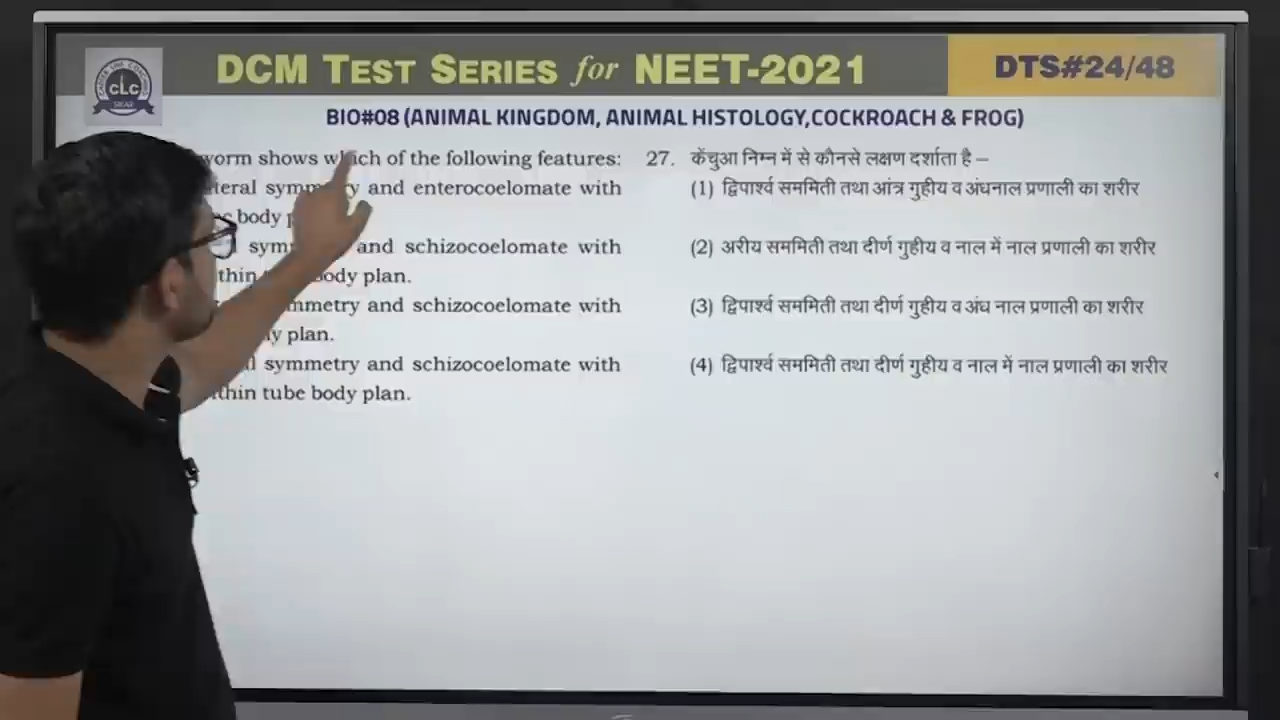 DCM TEST SERIES for NEET-2021
DTS#24/48
CLC
BIO#08 (ANIMAL KINGDOM, ANIMAL HISTOLOGY,COCKROACH & FROG)
worm shows which of the following features:
symmetry and enterocoelomate with
body
and schizocoelomate with
body plan.
symmetry and schizocoelomate with
plan.
symmetry and schizocoelomate with
tube body plan.
27. केंचुआ निम्न में से कौनसे लक्षण दर्शाता है –
(1) द्विपार्श्व सममिती तथा आंत्र गुहीय व अंधनाल प्रणाली का शरीर
(2) अरीय सममिती तथा दीर्ण गुहीय व नाल में नाल प्रणाली का शरीर
(3) द्विपार्श्व सममिती तथा दीर्ण गुहीय व अंध नाल प्रणाली का शरीर
(4) द्विपार्श्व सममिती तथा दीर्ण गुहीय व नाल में नाल प्रणाली का शरीर